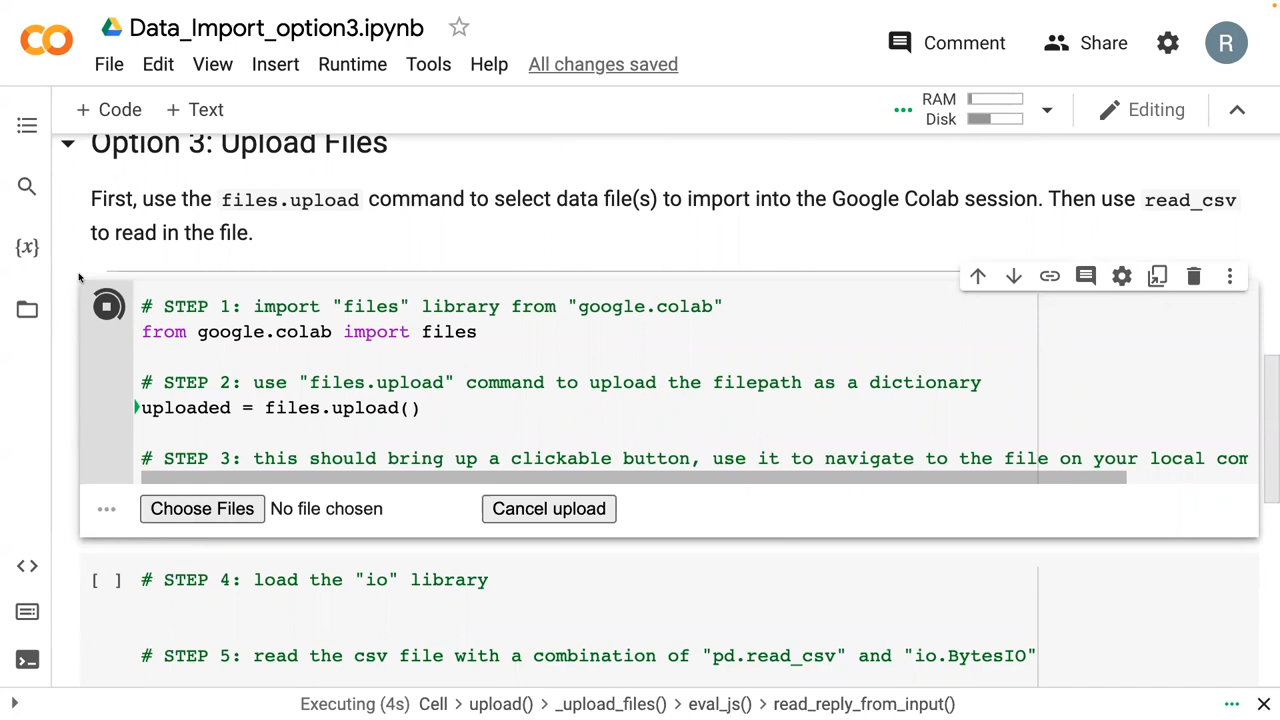 Data_Import_option3.ipynb
Comment
Share
R
File Edit View Insert Runtime Tools Help All changes saved
+ Code + Text
RAM
Disk
Editing
Option 3: Upload Files
First, use the files.upload command to select data file(s) to import into the Google Colab session. Then use read_csv
to read in the file.
{x}
# STEP 1: import "files" library from "google.colab"
from google.colab import files
# STEP 2: use "files.upload" command to upload the filepath as a dictionary
uploaded = files.upload()
# STEP 3: this should bring up a clickable button, use it to navigate to the file on your local com
Choose Files No file chosen Cancel upload
[ ] # STEP 4: load the "io" library
# STEP 5: read the csv file with a combination of "pd.read_csv" and "io.BytesIO"
Executing (4s) Cell > upload() > _upload_files() > eval_js() > read_reply_from_input()